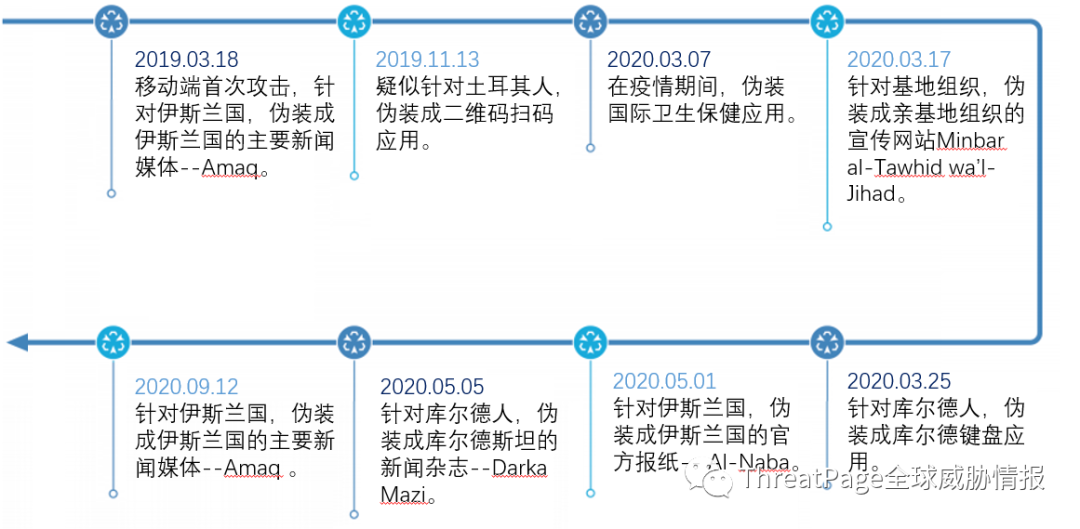 2019.03.18
移动端首次攻击，针
对伊斯兰国，伪装成
伊斯兰国的主要新闻
媒体--Amaq。
2019.11.13
疑似针对土耳其人，
伪装成二维码扫码
应用。
2020.03.07
在疫情期间，伪装
国际卫生保健应用。
2020.03.17
针对基地组织，伪
装成亲基地组织的
宣传网站Minbar
al-Tawhid wa'l-
Jihad。
2020.03.25
针对库尔德人，伪
装成库尔德键盘应
用。
2020.05.01
针对伊斯兰国，伪
装成伊斯兰国的官
方报纸--Al-Naba。
2020.05.05
针对库尔德人，伪
装成库尔德斯坦的
新闻杂志--Darka
Mazi。
2020.09.12
针对伊斯兰国，伪装
成伊斯兰国的主要新
闻媒体--Amaq 。
ThreatPage全球威胁情报